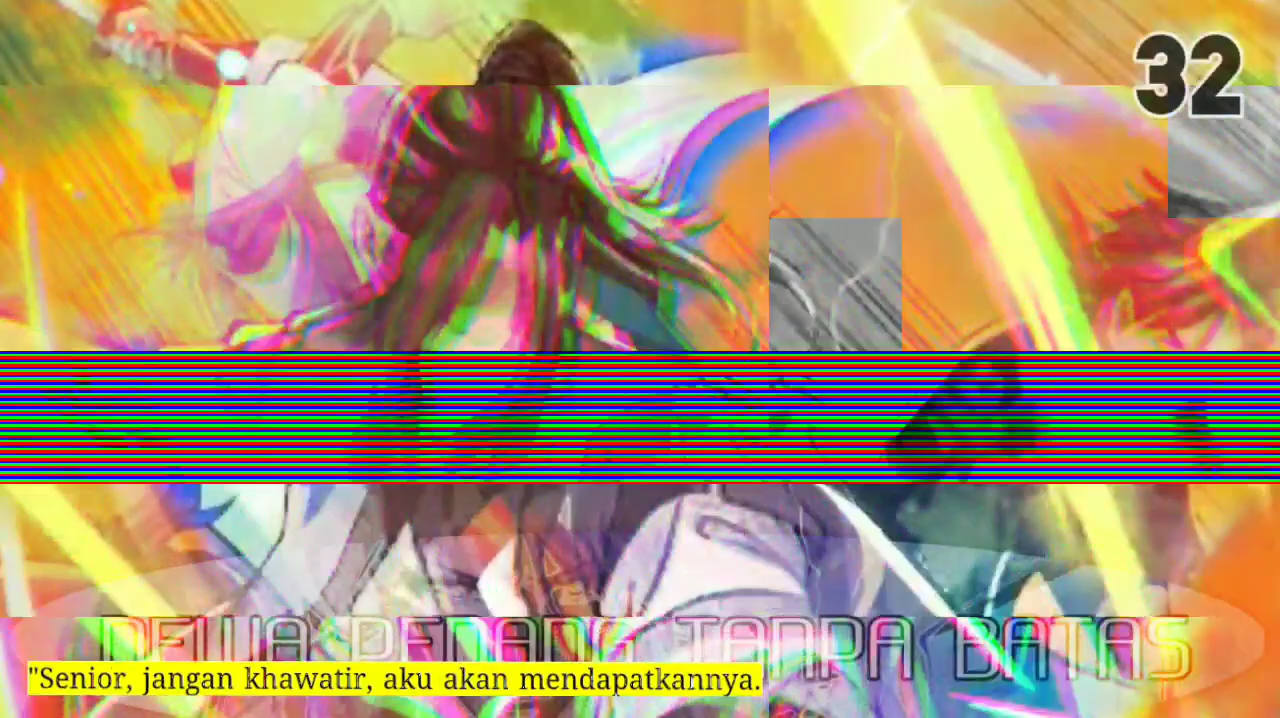 32
DEWA PEDANG TANPA BATAS
"Senior, jangan khawatir, aku akan mendapatkannya.